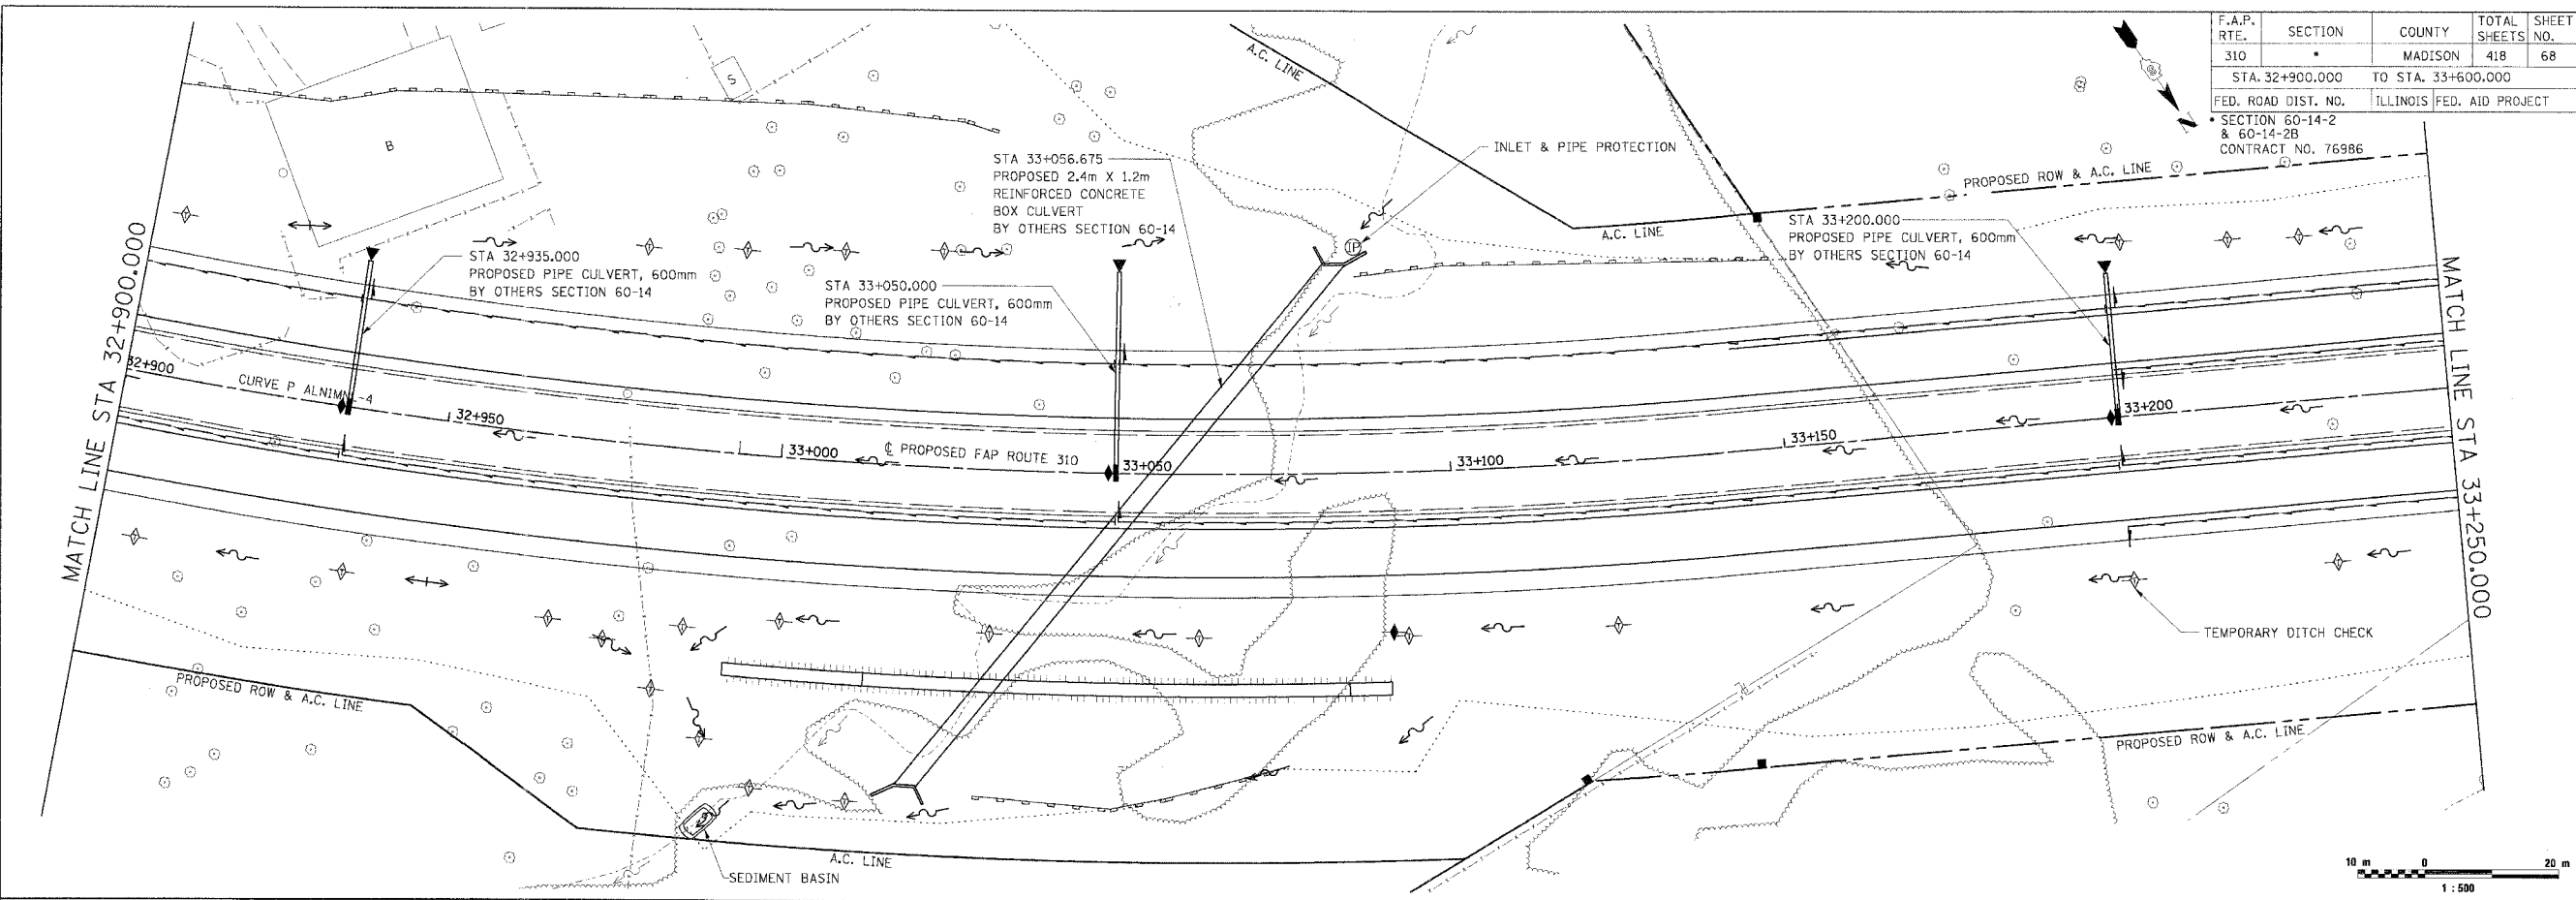 F.A.P. RTE. SECTION COUNTY TOTAL SHEETS SHEET NO.
310 * MADISON 418 68
STA. 32+900.000 TO STA. 33+600.000
FED. ROAD DIST. NO. ILLINOIS FED. AID PROJECT
* SECTION 60-14-2
& 60-14-2B
CONTRACT NO. 76986
A.C. LINE
S
B
INLET & PIPE PROTECTION
STA 33+056.675
PROPOSED 2.4m X 1.2m
REINFORCED CONCRETE
BOX CULVERT
BY OTHERS SECTION 60-14
PROPOSED ROW & A.C. LINE
A.C. LINE
IP
STA 33+200.000
PROPOSED PIPE CULVERT, 600mm
BY OTHERS SECTION 60-14
STA 32+935.000
PROPOSED PIPE CULVERT, 600mm
BY OTHERS SECTION 60-14
STA 33+050.000
PROPOSED PIPE CULVERT, 600mm
BY OTHERS SECTION 60-14
MATCH LINE STA 32+900.000
MATCH LINE STA 33+250.000
32+900
CURVE P ALNIMN -4
32+950
33+000
℄ PROPOSED FAP ROUTE 310
33+050
33+100
33+150
33+200
TEMPORARY DITCH CHECK
PROPOSED ROW & A.C. LINE
PROPOSED ROW & A.C. LINE
A.C. LINE
SEDIMENT BASIN
10 m 0 20 m
1 : 500